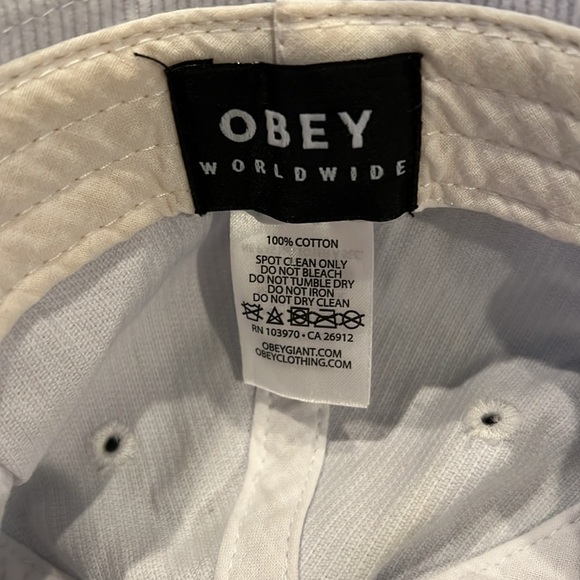 OBEY
WORLDWIDE
100% COTTON
SPOT CLEAN ONLY
DO NOT BLEACH
DO NOT TUMBLE DRY
DO NOT IRON
DO NOT DRY CLEAN
RN 103970 • CA 26912
OBEYGIANT.COM
OBEYCLOTHING.COM